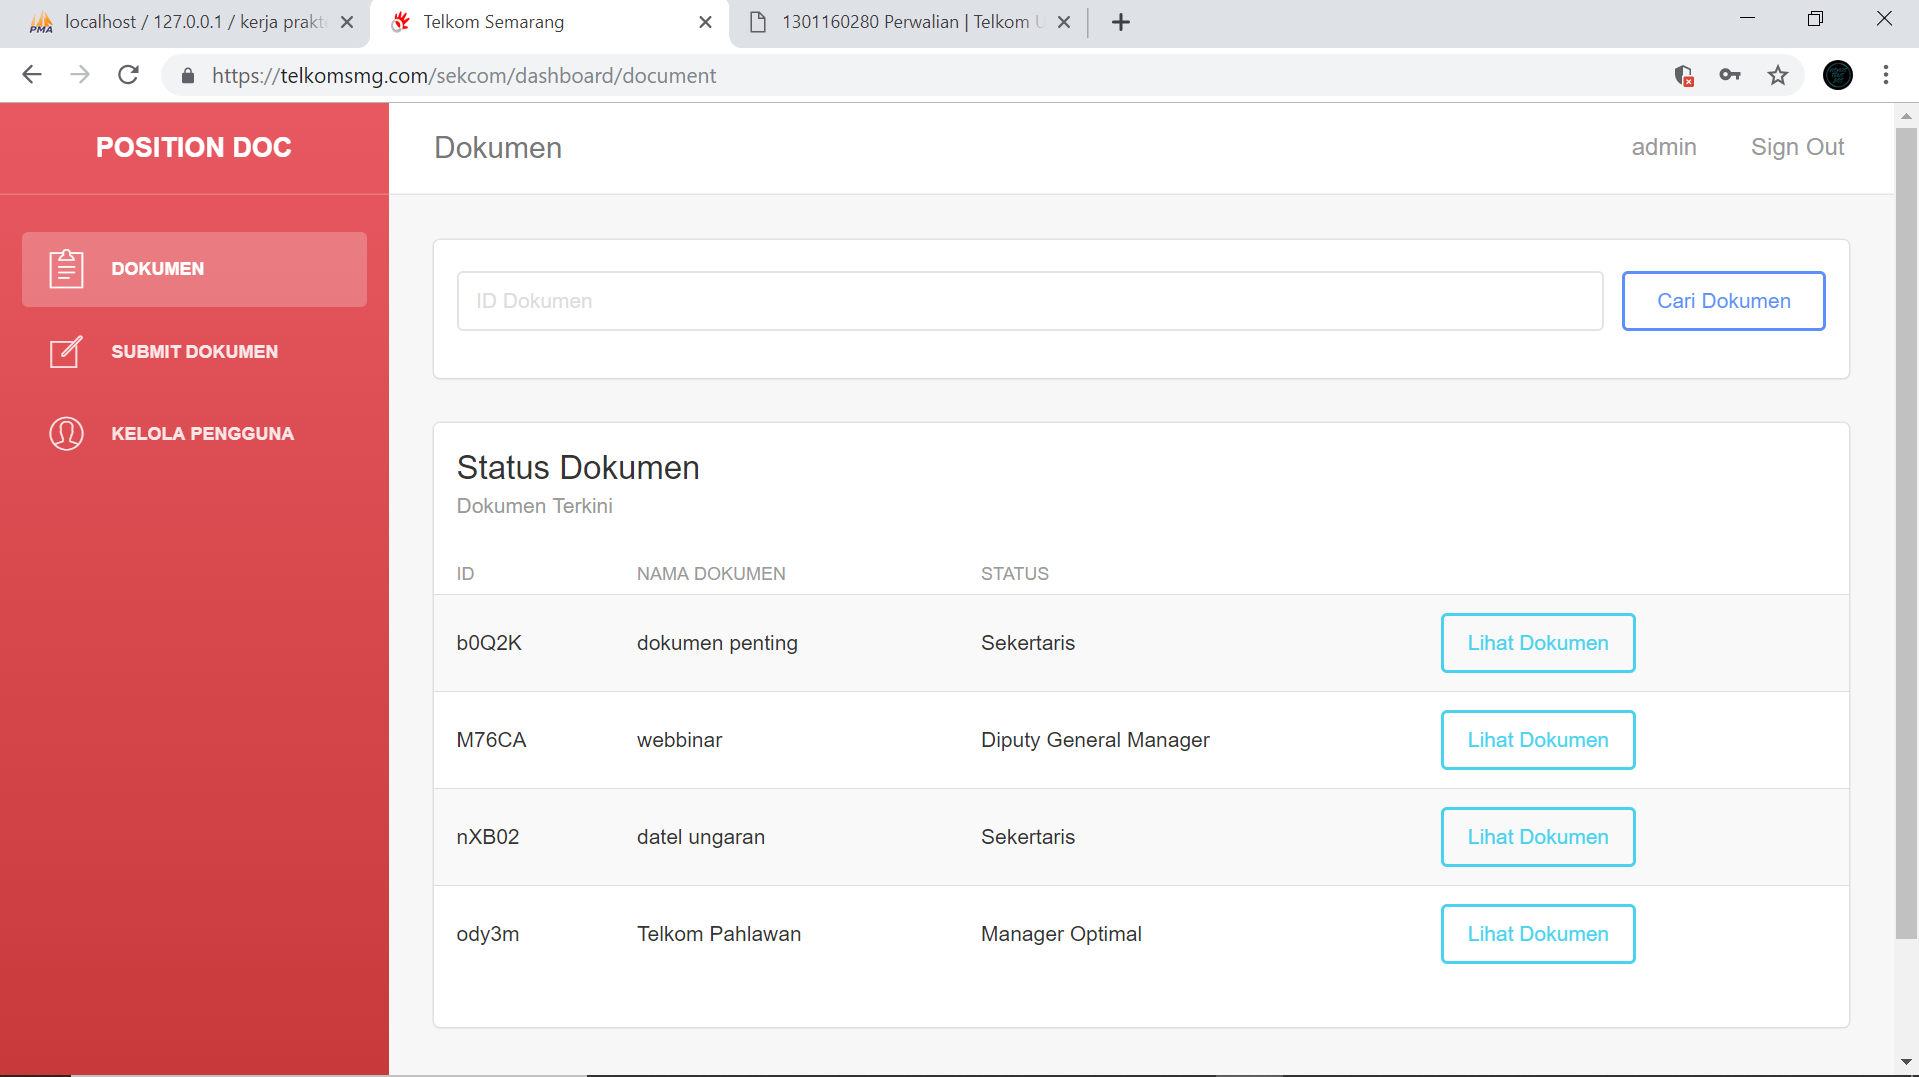 PMA
localhost / 127.0.0.1 / kerja prakt
Telkom Semarang
1301160280 Perwalian | Telkom U
https://telkomsmg.com/sekcom/dashboard/document
POSITION DOC
Dokumen
admin
Sign Out
DOKUMEN
SUBMIT DOKUMEN
KELOLA PENGGUNA
ID Dokumen
Cari Dokumen
Status Dokumen
Dokumen Terkini
ID NAMA DOKUMEN STATUS
b0Q2K dokumen penting Sekertaris Lihat Dokumen
M76CA webbinar Diputy General Manager Lihat Dokumen
nXB02 datel ungaran Sekertaris Lihat Dokumen
ody3m Telkom Pahlawan Manager Optimal Lihat Dokumen